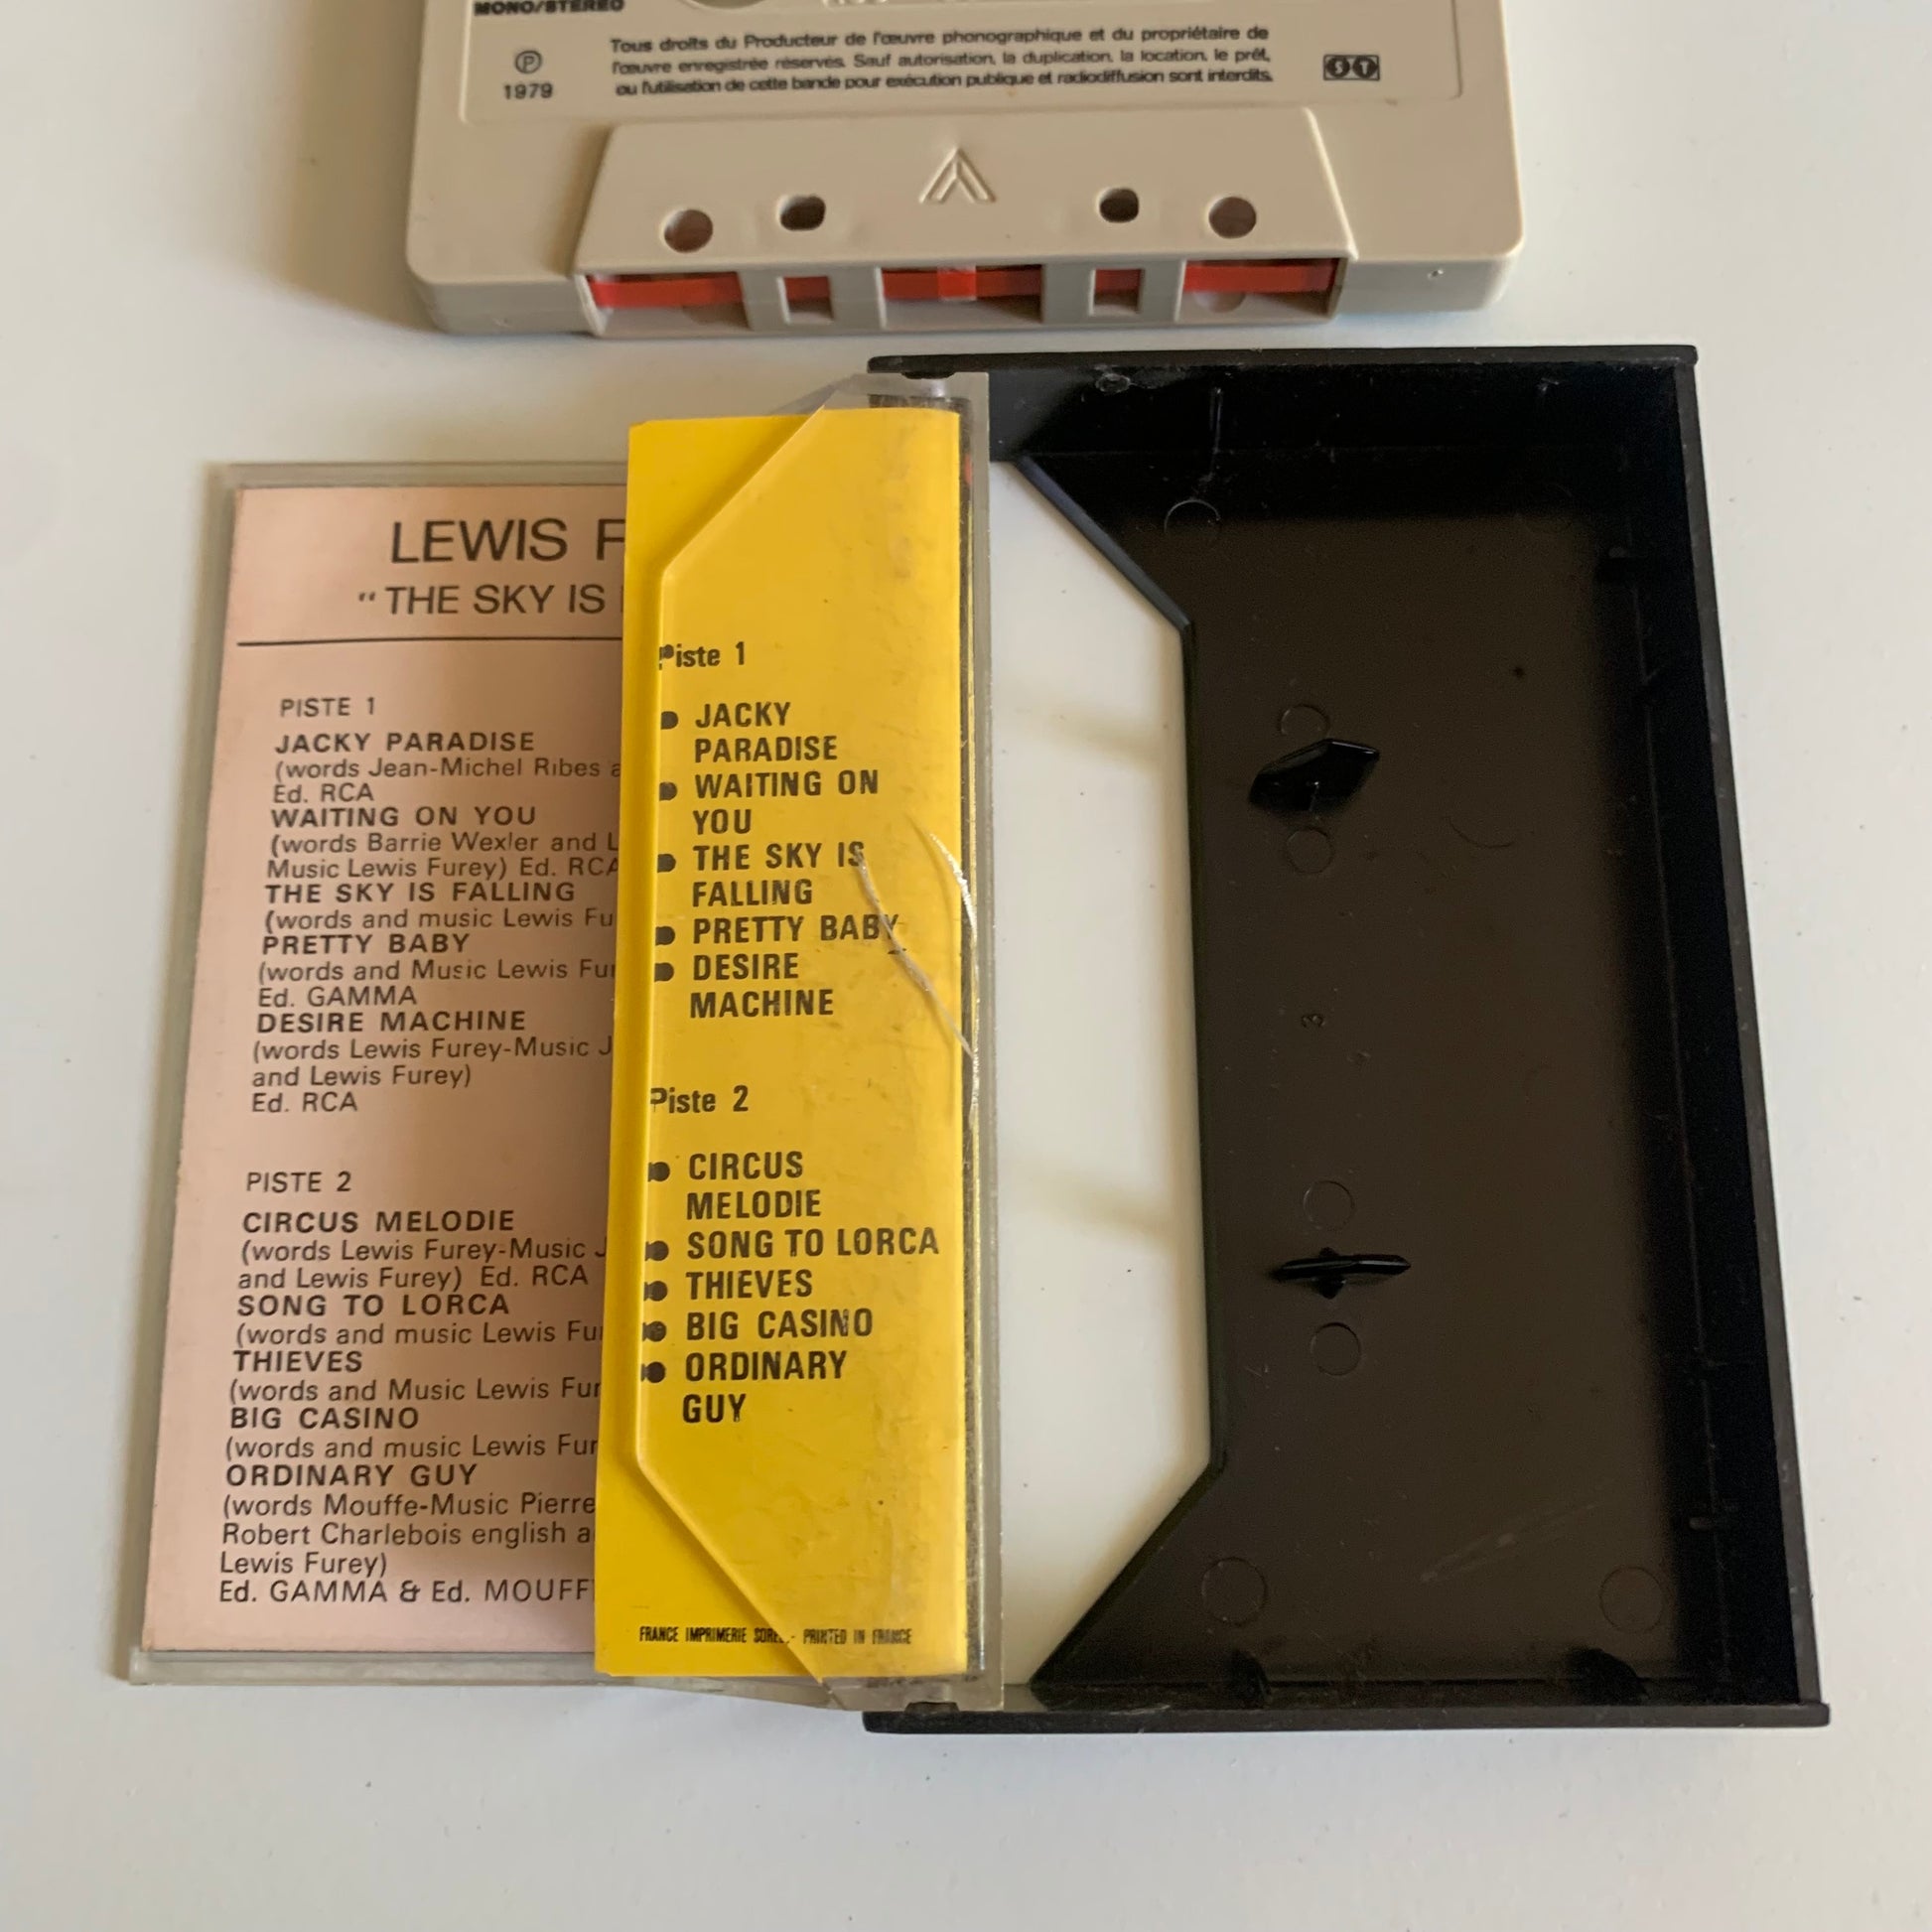 MONO/STEREO
Ⓟ
1979
Tous droits du Producteur de l'œuvre phonographique et du propriétaire de
l'œuvre enregistrée réservés. Sauf autorisation, la duplication, la location, le prêt,
ou l'utilisation de cette bande pour exécution publique et radiodiffusion sont interdits.
LEWIS F
"THE SKY IS
PISTE 1
JACKY PARADISE
(words Jean-Michel Ribes
Ed. RCA
WAITING ON YOU
(words Barrie Wexler and L
Music Lewis Furey) Ed. RCA
THE SKY IS FALLING
(words and music Lewis Fu
PRETTY BABY
(words and Music Lewis Fu
Ed. GAMMA
DESIRE MACHINE
(words Lewis Furey-Music J
and Lewis Furey)
Ed. RCA
PISTE 2
CIRCUS MELODIE
(words Lewis Furey-Music J
and Lewis Furey) Ed. RCA
SONG TO LORCA
(words and music Lewis Fu
THIEVES
(words and Music Lewis Fur
BIG CASINO
(words and music Lewis Fur
ORDINARY GUY
(words Mouffe-Music Pierre
Robert Charlebois english a
Lewis Furey)
Ed. GAMMA & Ed. MOUFF
Piste 1
● JACKY
PARADISE
● WAITING ON
YOU
● THE SKY IS
FALLING
● PRETTY BABY
● DESIRE
MACHINE
Piste 2
● CIRCUS
MELODIE
● SONG TO LORCA
● THIEVES
● BIG CASINO
● ORDINARY
GUY
FRANCE IMPRIMERIE - PRINTED IN FRANCE
3